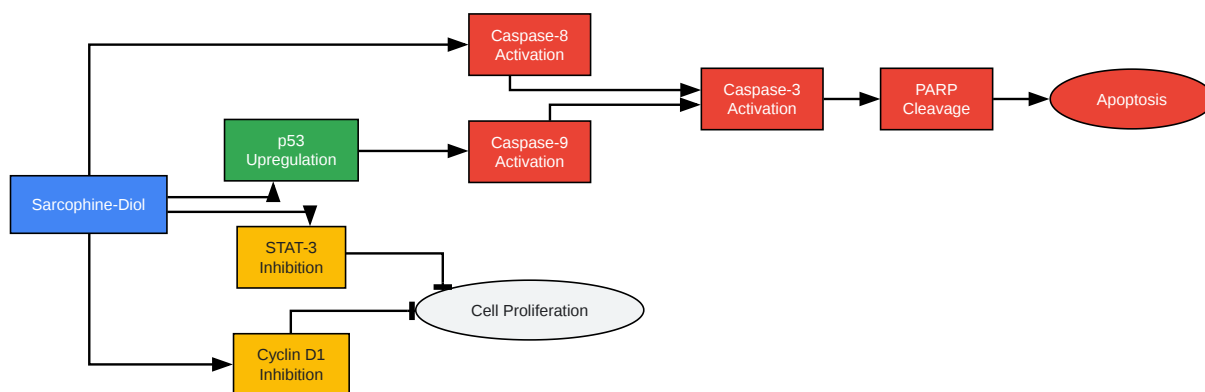 Caspase-8
Activation
Caspase-3
Activation
PARP
Cleavage
Apoptosis
p53
Upregulation
Caspase-9
Activation
Sarcophine-Diol
STAT-3
Inhibition
Cell Proliferation
Cyclin D1
Inhibition